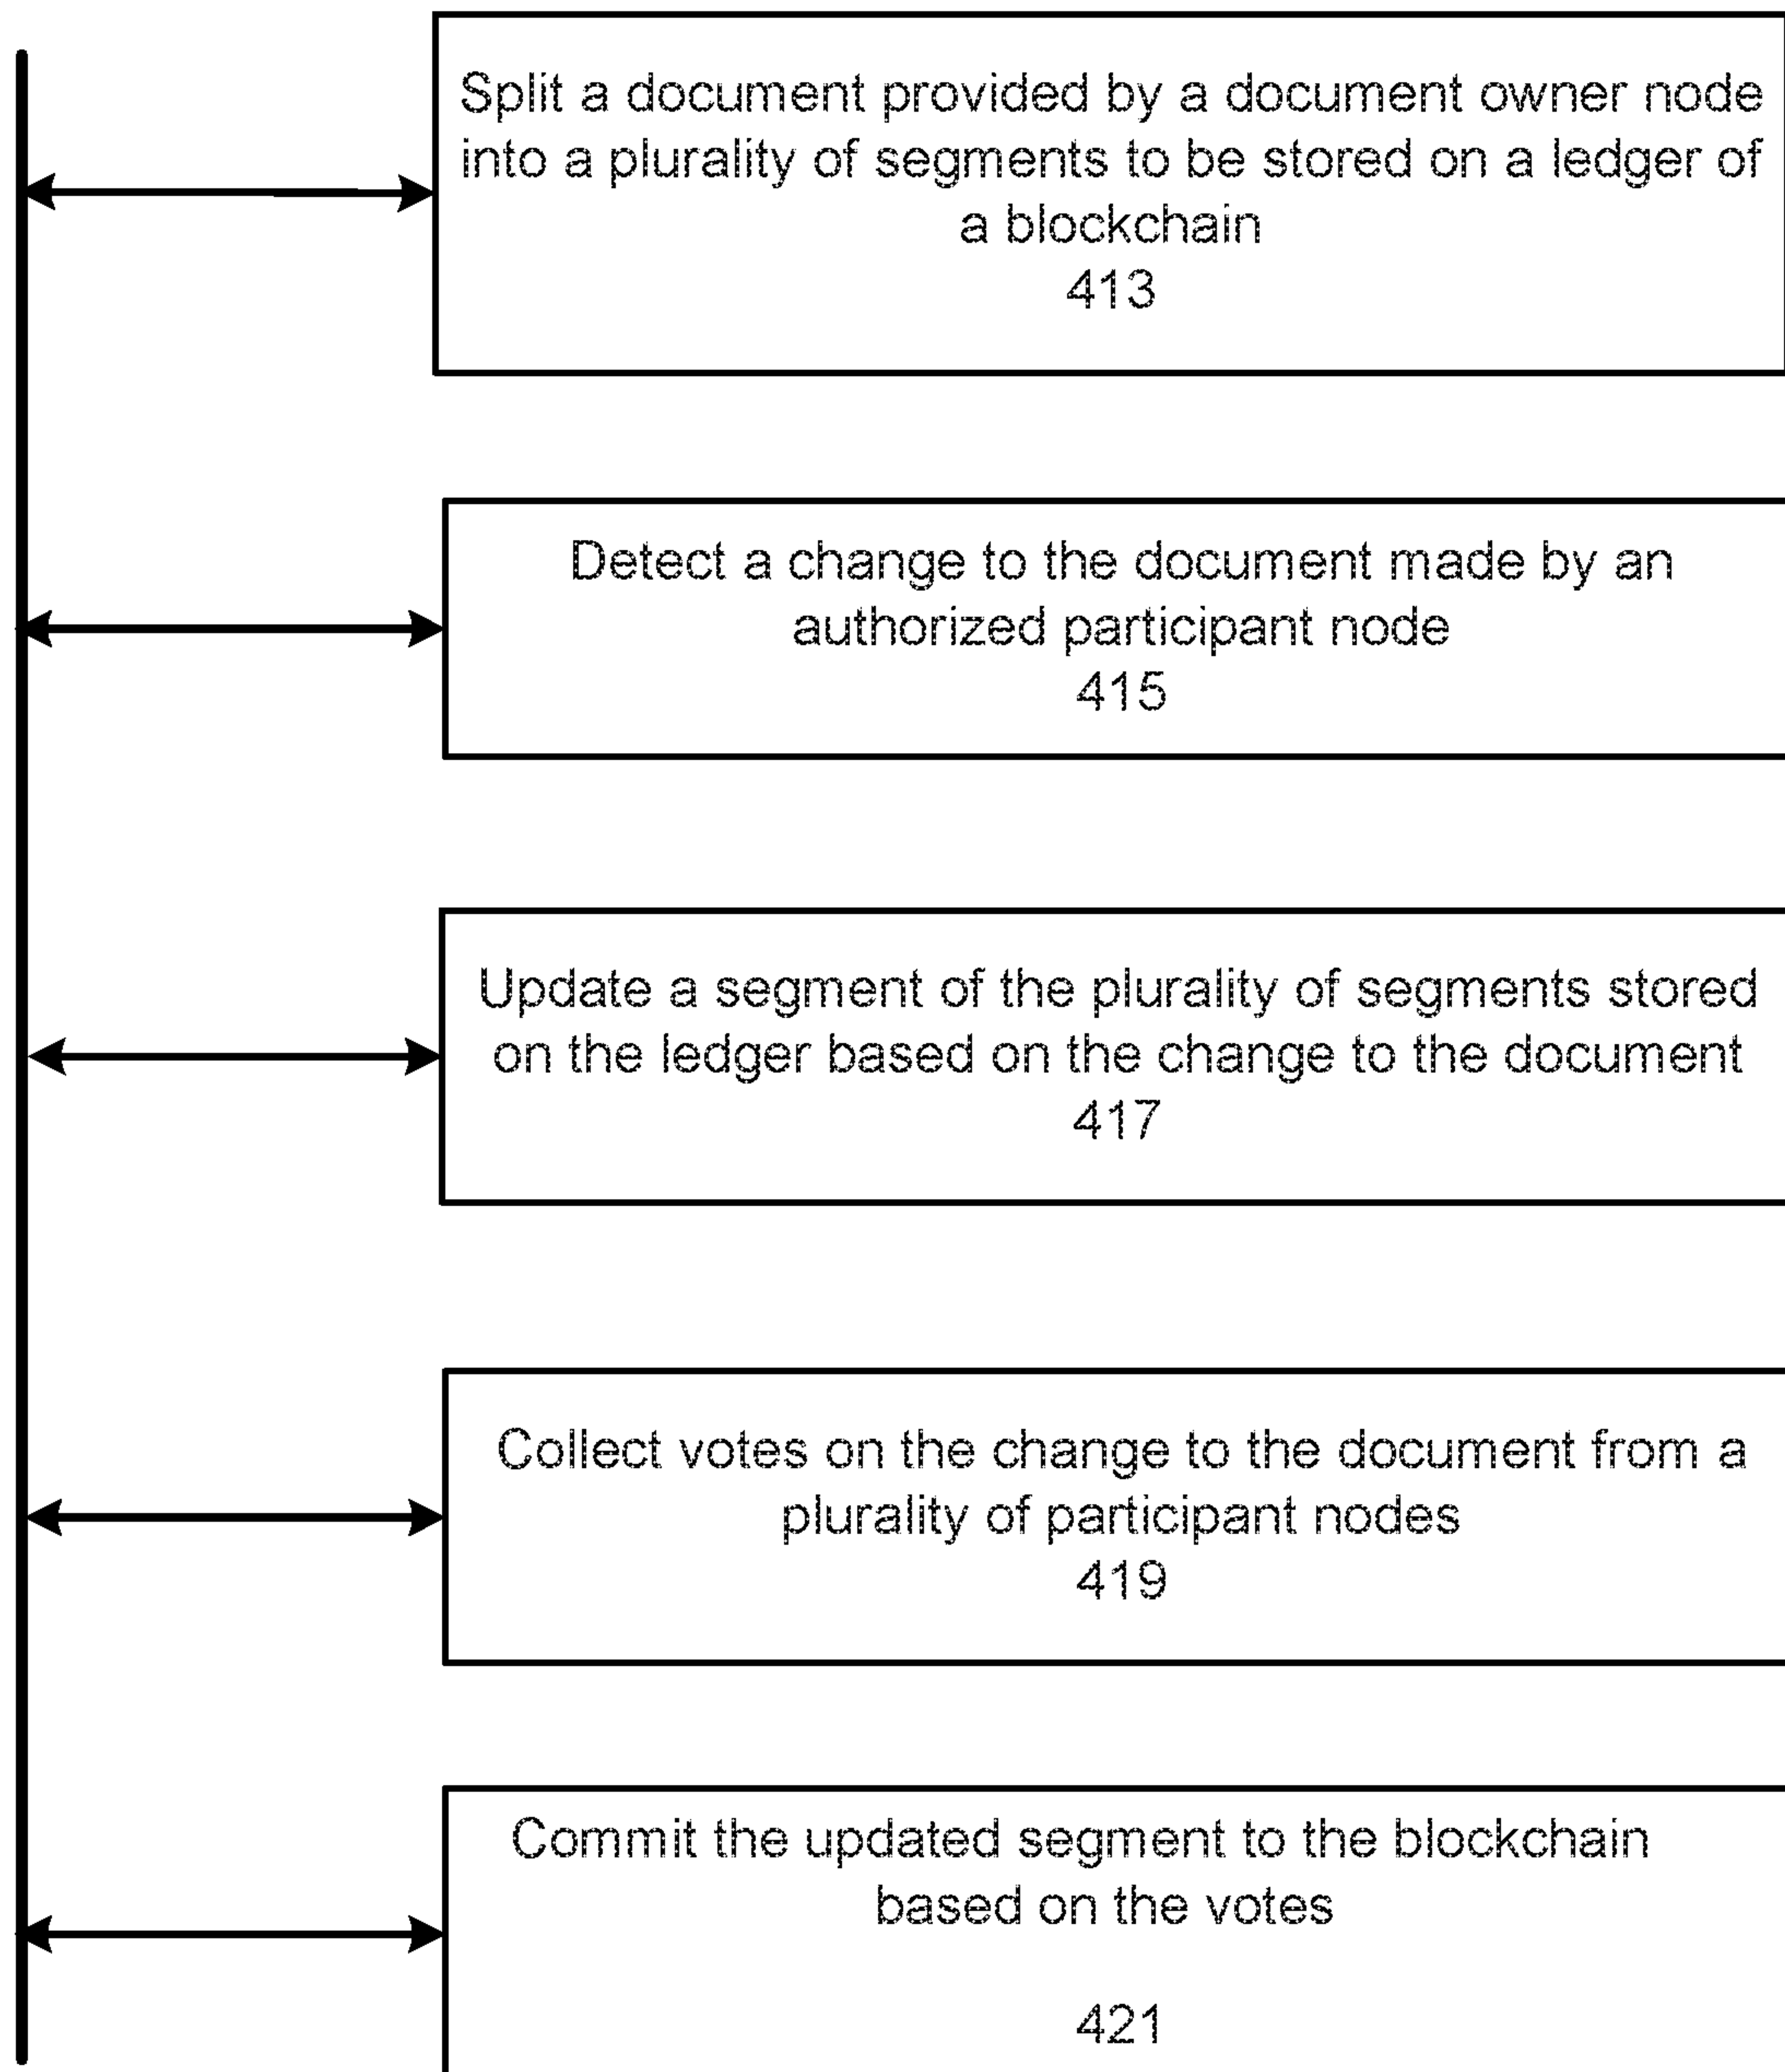 Split a document provided by a document owner node
into a plurality of segments to be stored on a ledger of
a blockchain
413
Detect a change to the document made by an
authorized participant node
415
Update a segment of the plurality of segments stored
on the ledger based on the change to the document
417
Collect votes on the change to the document from a
plurality of participant nodes
419
Commit the updated segment to the blockchain
based on the votes
421